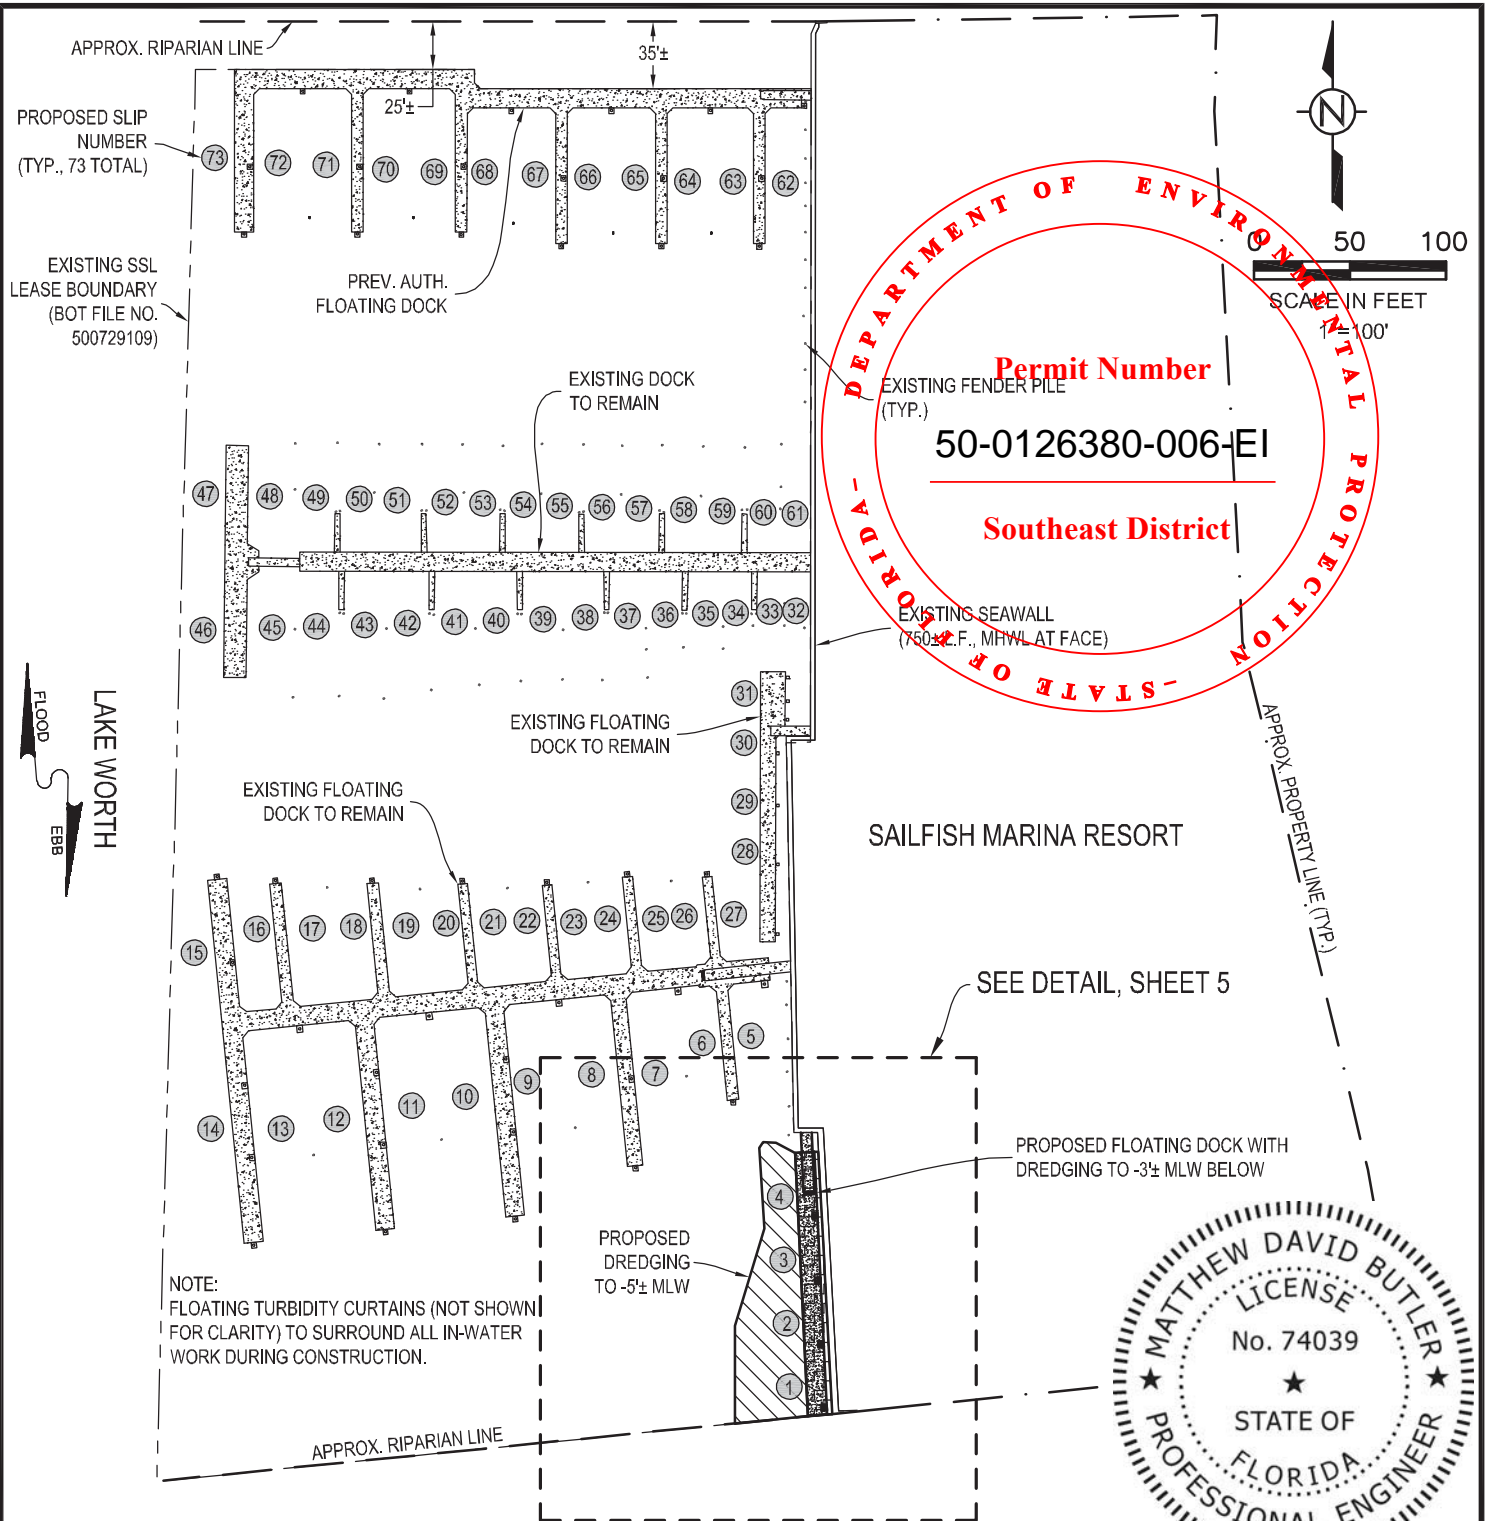 APPROX. RIPARIAN LINE
35'±
25'±
PROPOSED SLIP
NUMBER
(TYP., 73 TOTAL)
73
72
71
70
69
68
67
66
65
64
63
62
N
0 50 100
SCALE IN FEET
1"=100'
EXISTING SSL
LEASE BOUNDARY
(BOT FILE NO.
500729109)
PREV. AUTH.
FLOATING DOCK
EXISTING DOCK
TO REMAIN
EXISTING FENDER PILE
(TYP.)
DEPARTMENT OF ENVIRONMENTAL PROTECTION
-STATE OF FLORIDA-
Permit Number
50-0126380-006-EI
Southeast District
47
48
49
50
51
52
53
54
55
56
57
58
59
60
61
46
45
44
43
42
41
40
39
38
37
36
35
34
33
32
EXISTING SEAWALL
(750± L.F., MHWL AT FACE)
31
30
29
28
EXISTING FLOATING
DOCK TO REMAIN
LAKE WORTH
FLOOD
EBB
EXISTING FLOATING
DOCK TO REMAIN
SAILFISH MARINA RESORT
APPROX. PROPERTY LINE (TYP.)
15
16
17
18
19
20
21
22
23
24
25
26
27
SEE DETAIL, SHEET 5
14
13
12
11
10
9
8
7
6
5
PROPOSED FLOATING DOCK WITH
DREDGING TO -3'± MLW BELOW
4
3
2
1
PROPOSED
DREDGING
TO -5'± MLW
NOTE:
FLOATING TURBIDITY CURTAINS (NOT SHOWN
FOR CLARITY) TO SURROUND ALL IN-WATER
WORK DURING CONSTRUCTION.
APPROX. RIPARIAN LINE
MATTHEW DAVID BUTLER
LICENSE
No. 74039
STATE OF
FLORIDA
PROFESSIONAL ENGINEER